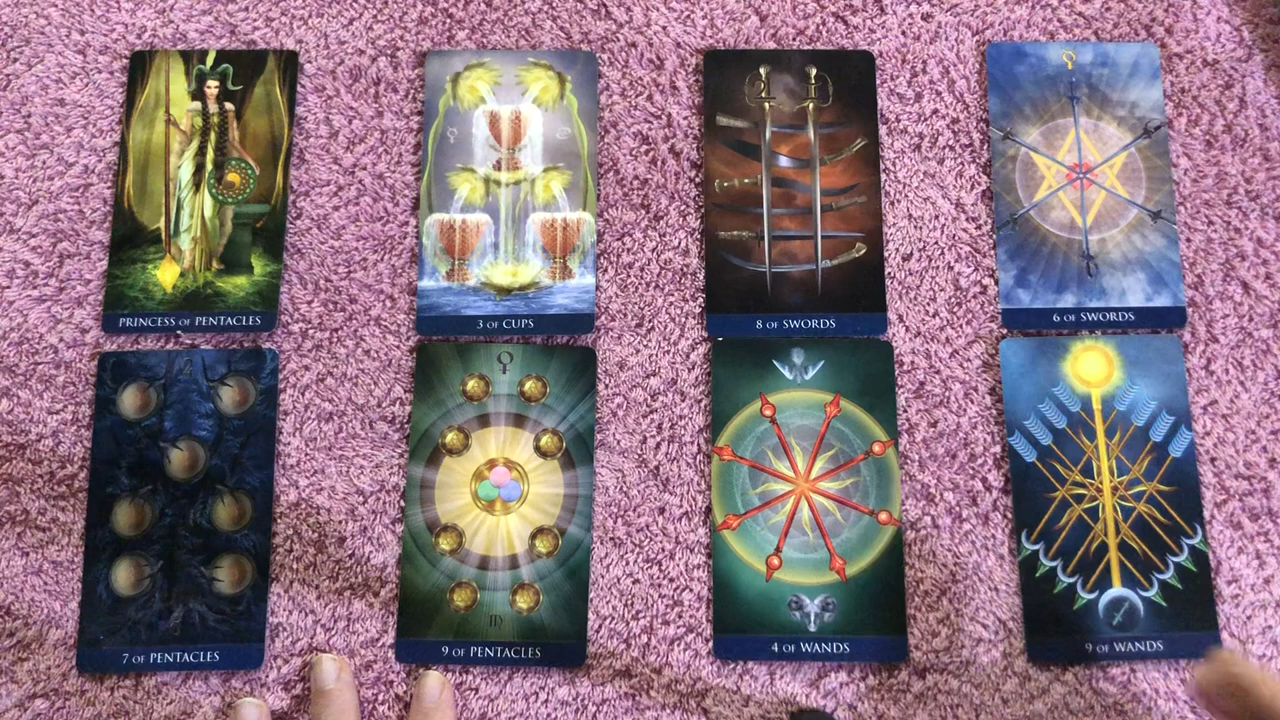 PRINCESS OF PENTACLES
3 OF CUPS
8 OF SWORDS
6 OF SWORDS
7 OF PENTACLES
9 OF PENTACLES
4 OF WANDS
9 OF WANDS